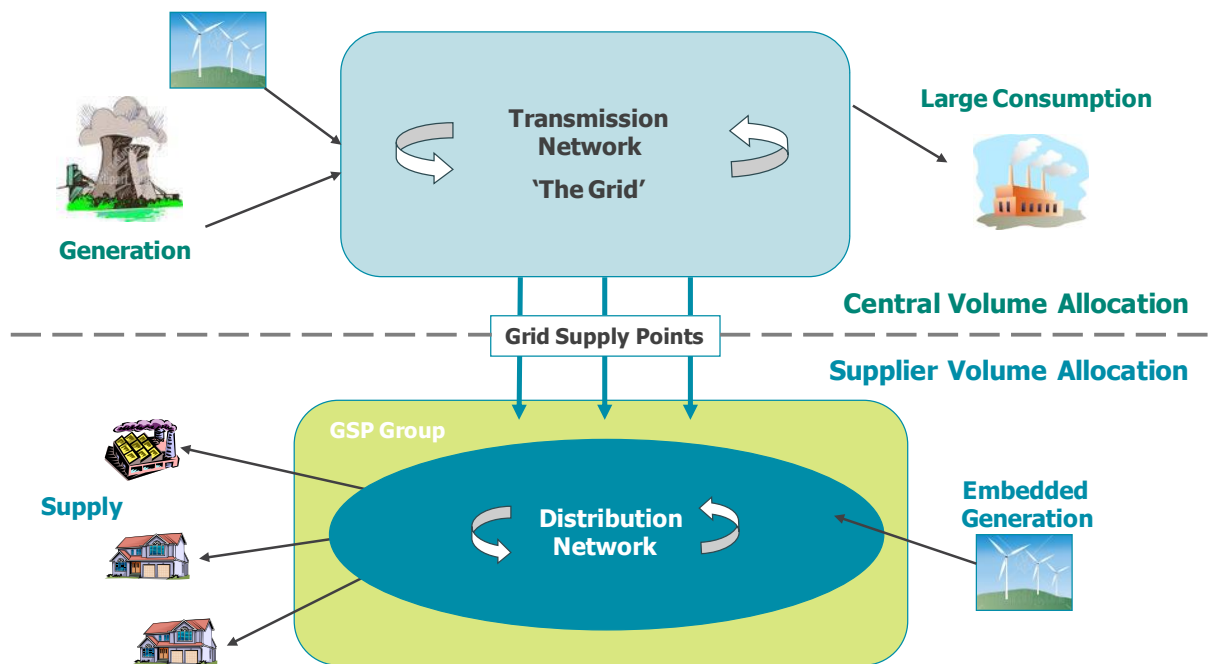 Transmission
Network
‘The Grid’
Large Consumption
Generation
Central Volume Allocation
Grid Supply Points
Supplier Volume Allocation
GSP Group
Supply
Distribution
Network
Embedded
Generation